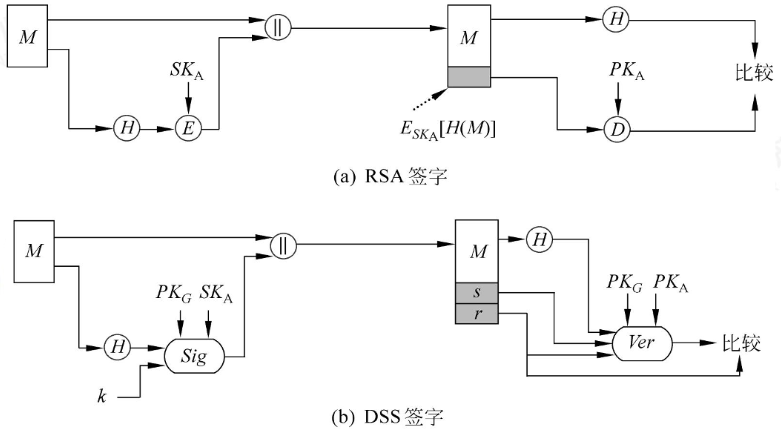 M
||
M
H
比较
SK_A
PK_A
H
E
E_{SK_A}[H(M)]
D
(a) RSA 签字
M
||
M
H
s
r
PK_G
SK_A
PK_G
PK_A
H
Sig
Ver
比较
k
(b) DSS 签字